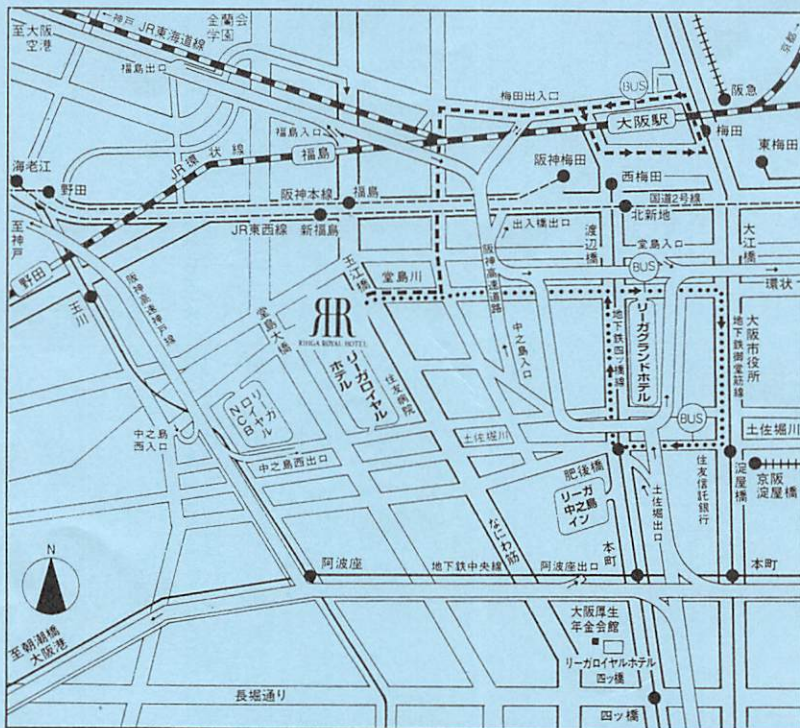 至大阪
空港
←神戸
JR東海道線
全蘭会
学園
福島出口
福島入口
梅田出入口
BUS
阪急
京都→
大阪駅
梅田
東梅田
海老江
野田
JR環状線
福島
阪神梅田
西梅田
阪神本線
福島
国道2号線
JR東西線
新福島
北新地
至神戸
出入橋出口
渡辺橋
堂島入口
大江橋
野田
玉川
阪神高速神戸線
玉江橋
堂島川
阪神高速道路
BUS
環状
堂島大橋
RIHGA ROYAL HOTEL
リーガロイヤル
ホテル
住友病院
中之島入口
地下鉄四ッ橋線
リーガグランドホテル
地下鉄御堂筋線
大阪市役所
リーガ
ロイヤル
NCB
中之島
西入口
中之島西出口
土佐堀川
BUS
土佐堀川
肥後橋
リーガ
中之島
イン
土佐堀出口
住友信託銀行
淀屋橋
京阪
淀屋橋
なにわ筋
N
阿波座
地下鉄中央線
阿波座出口
本町
本町
至朝潮橋
大阪港
大阪厚生
年金会館
リーガロイヤルホテル
四ッ橋
長堀通り
四ッ橋